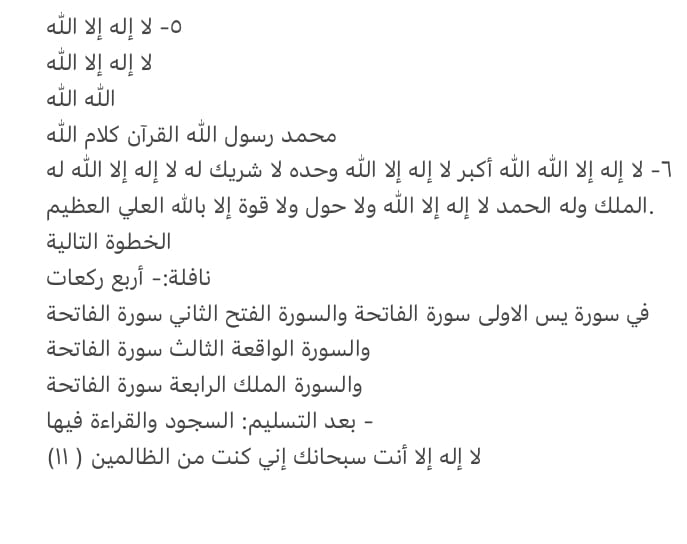 ٥- لا إله إلا الله
لا إله إلا الله
الله الله
محمد رسول الله القرآن كلام الله
٦- لا إله إلا الله الله أكبر لا إله إلا الله وحده لا شريك له لا إله إلا الله له
الملك وله الحمد لا إله إلا الله ولا حول ولا قوة إلا بالله العلي العظيم.
الخطوة التالية
نافلة:- أربع ركعات
في سورة يس الاولى سورة الفاتحة والسورة الفتح الثاني سورة الفاتحة
والسورة الواقعة الثالث سورة الفاتحة
والسورة الملك الرابعة سورة الفاتحة
- بعد التسليم: السجود والقراءة فيها
لا إله إلا أنت سبحانك إني كنت من الظالمين ( ١١)